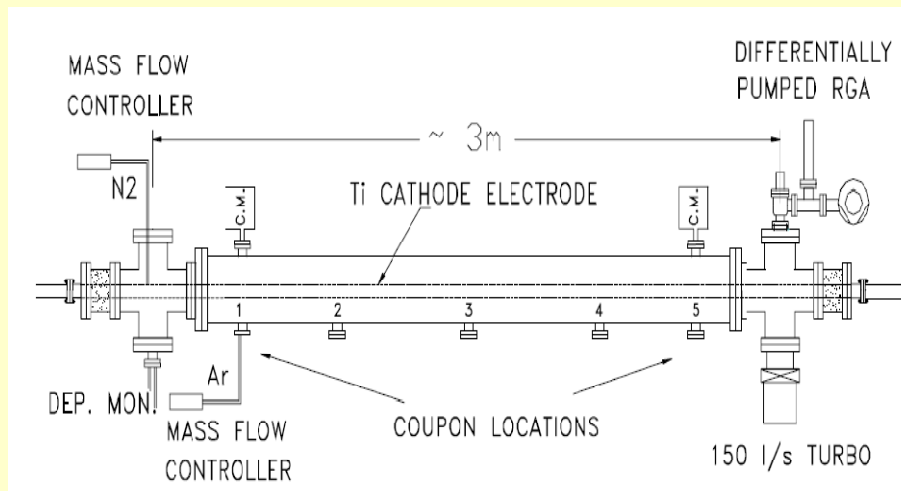 MASS FLOW
CONTROLLER
DIFFERENTIALLY
PUMPED RGA
~ 3m
N2
Ti CATHODE ELECTRODE
C.M.
C.M.
1
2
3
4
5
Ar
DEP. MON.
MASS FLOW
CONTROLLER
COUPON LOCATIONS
150 l/s TURBO